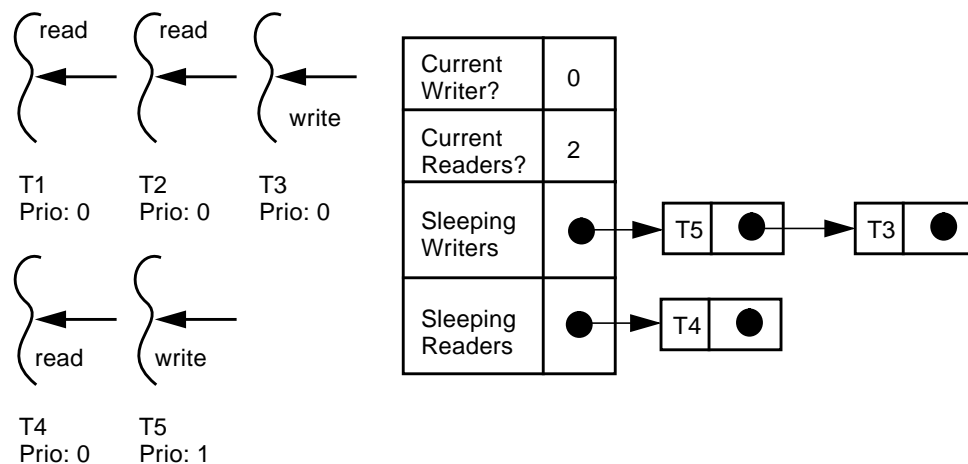 read
read
write
T1
Prio: 0
T2
Prio: 0
T3
Prio: 0
read
write
T4
Prio: 0
T5
Prio: 1
Current
Writer?
0
Current
Readers?
2
Sleeping
Writers
T5
T3
Sleeping
Readers
T4